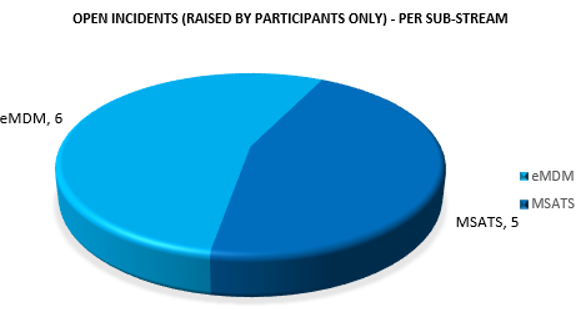 OPEN INCIDENTS (RAISED BY PARTICIPANTS ONLY) - PER SUB-STREAM
eMDM, 6
eMDM
MSATS
MSATS, 5